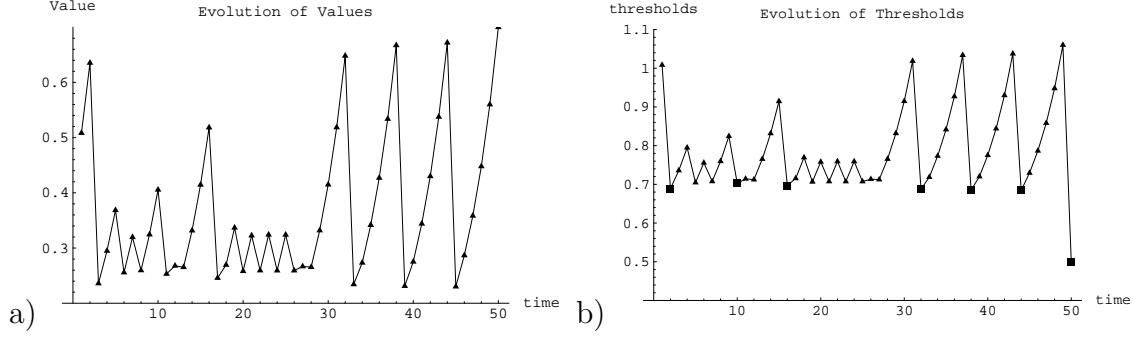 Value
Evolution of Values
0.6
0.5
0.4
0.3
10
20
30
40
50
time
a)
thresholds
Evolution of Thresholds
1.1
1
0.9
0.8
0.7
0.6
0.5
10
20
30
40
50
time
b)